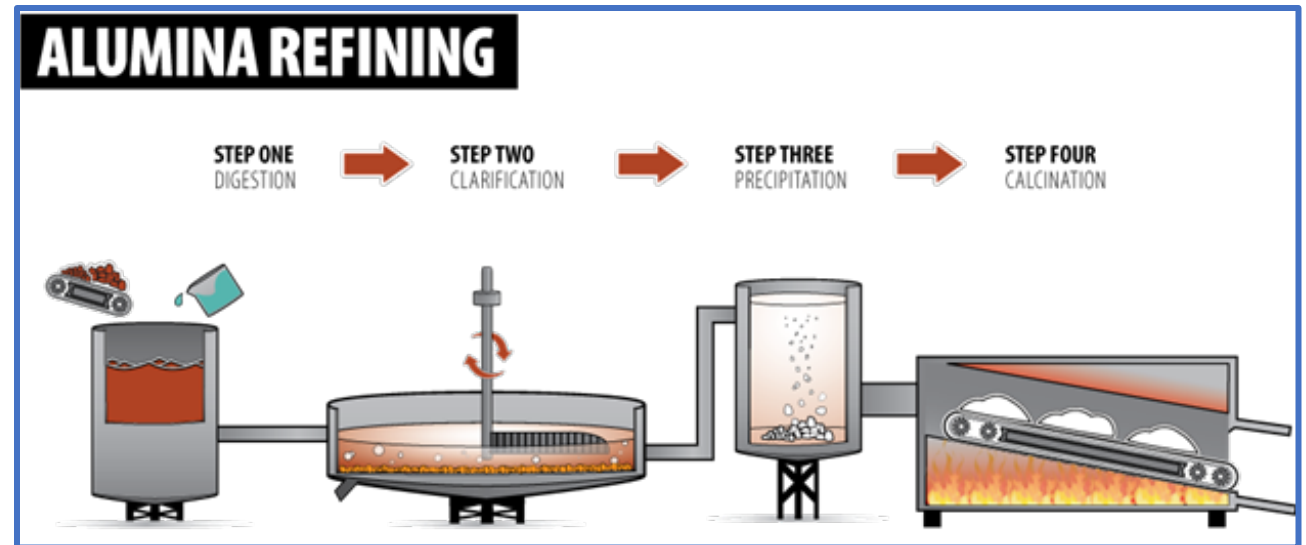 ALUMINA REFINING
STEP ONE
DIGESTION
STEP TWO
CLARIFICATION
STEP THREE
PRECIPITATION
STEP FOUR
CALCINATION